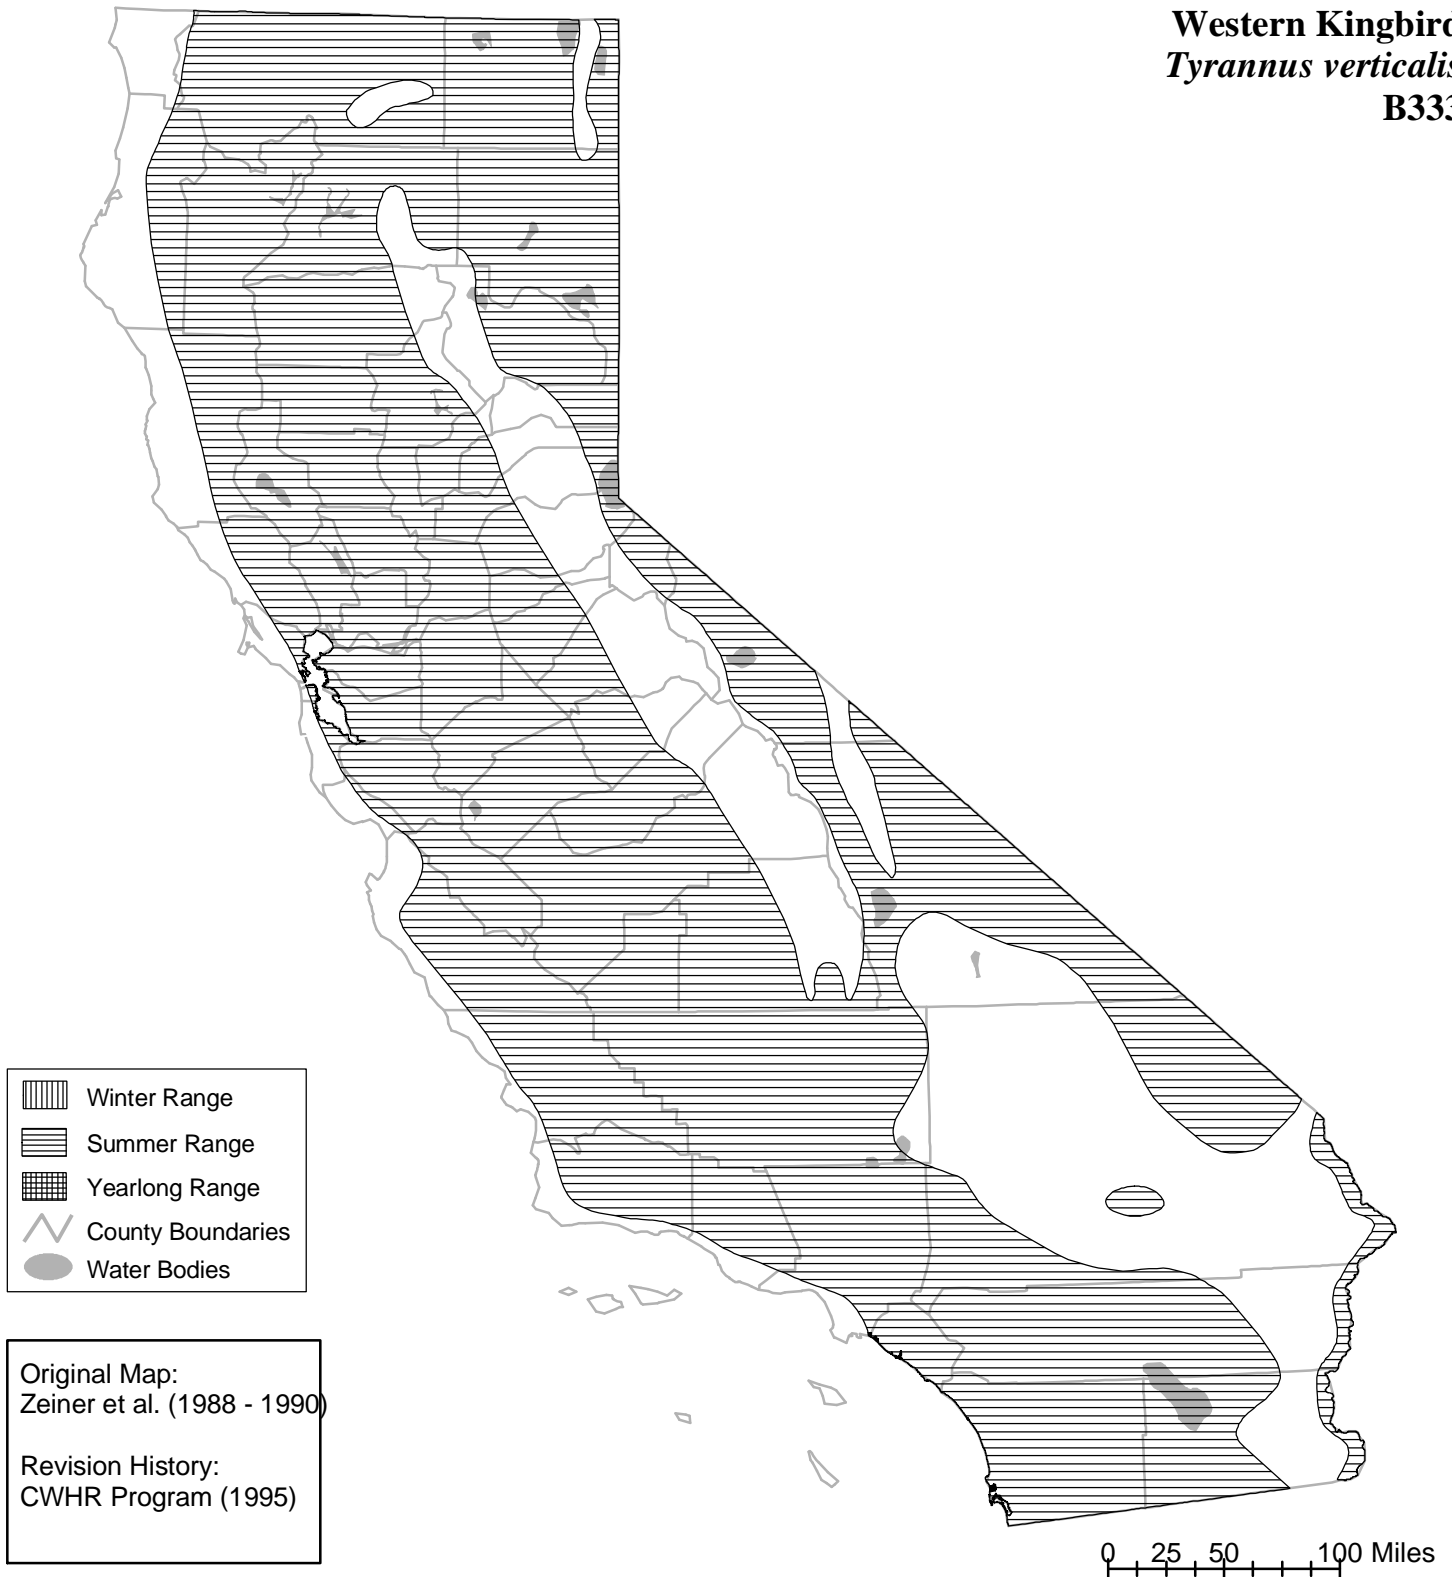 Western Kingbird
Tyrannus verticalis
B333
Winter Range
Summer Range
Yearlong Range
County Boundaries
Water Bodies
Original Map:
Zeiner et al. (1988 - 1990)
Revision History:
CWHR Program (1995)
0 25 50 100 Miles